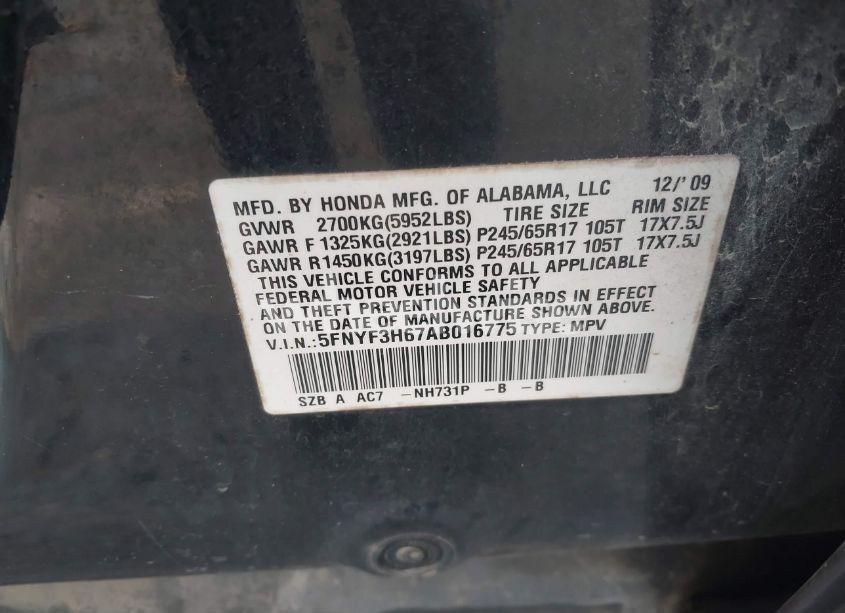 MFD. BY HONDA MFG. OF ALABAMA, LLC 12/'09
GVWR 2700KG(5952LBS) TIRE SIZE RIM SIZE
GAWR F 1325KG(2921LBS) P245/65R17 105T 17X7.5J
GAWR R 1450KG(3197LBS) P245/65R17 105T 17X7.5J
THIS VEHICLE CONFORMS TO ALL APPLICABLE
FEDERAL MOTOR VEHICLE SAFETY
AND THEFT PREVENTION STANDARDS IN EFFECT
ON THE DATE OF MANUFACTURE SHOWN ABOVE.
V.I.N.:5FNYF3H67AB016775 TYPE: MPV
SZB A AC7 -NH731P -B -B